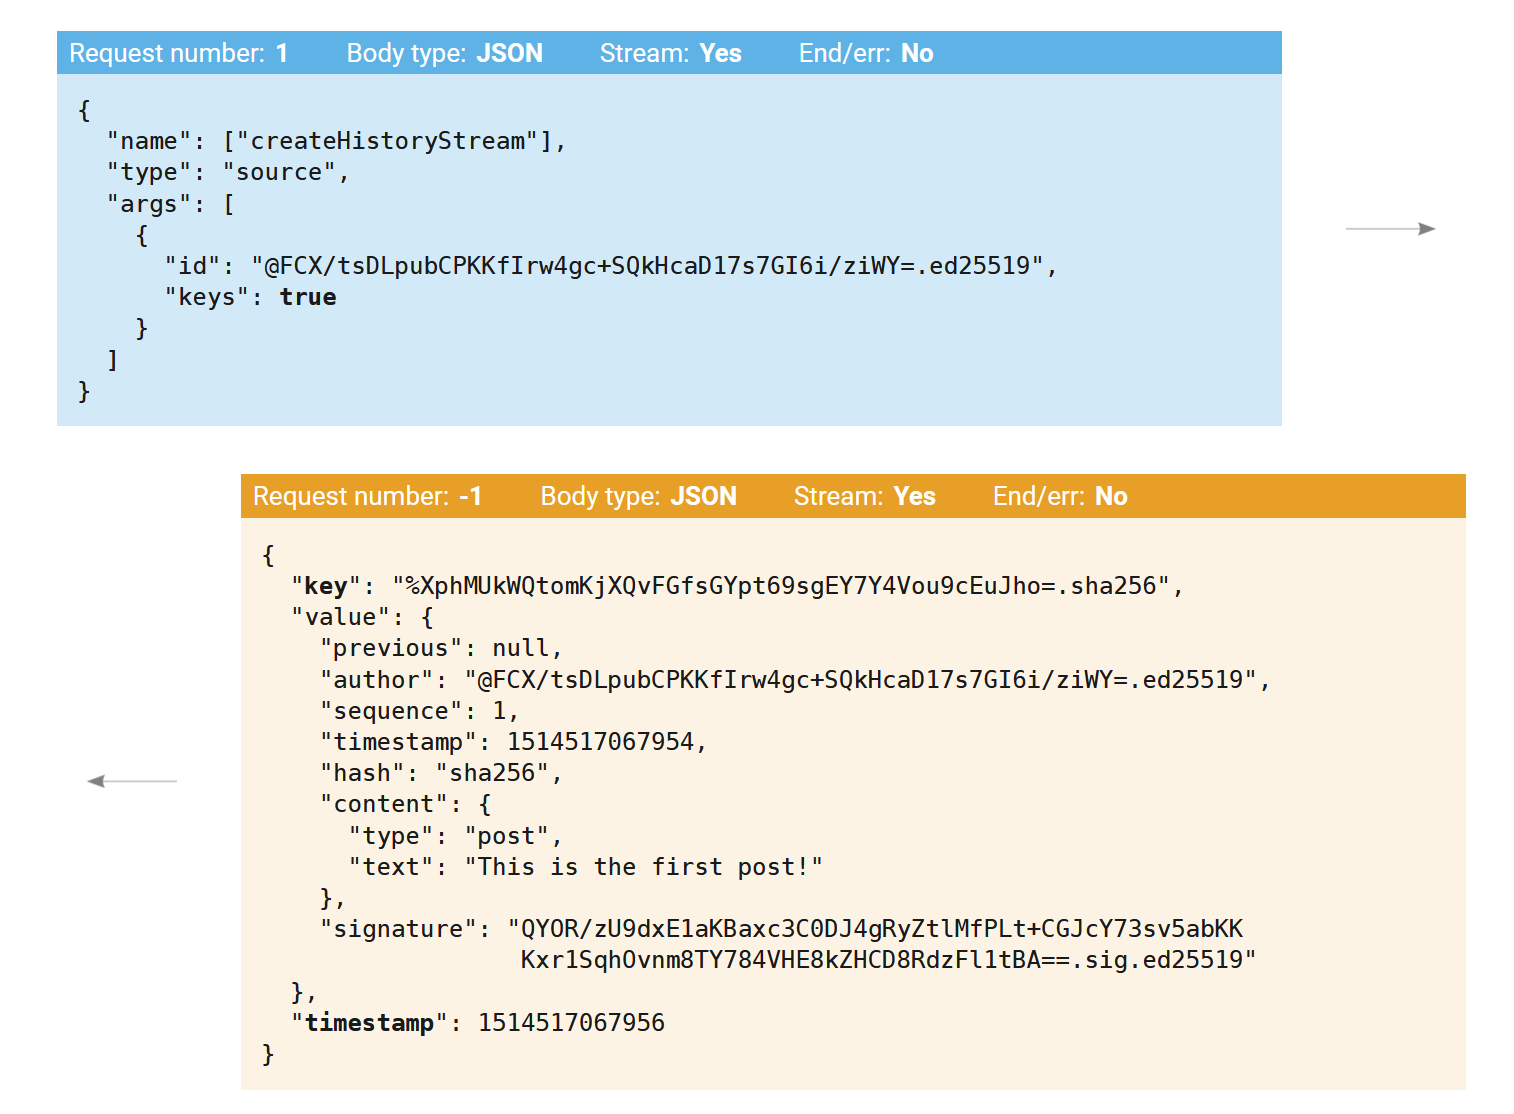 Request number: 1 Body type: JSON Stream: Yes End/err: No
{
  "name": ["createHistoryStream"],
  "type": "source",
  "args": [
    {
      "id": "@FCX/tsDLpubCPKKfIrw4gc+SQkHcaD17s7GI6i/ziWY=.ed25519",
      "keys": true
    }
  ]
}
Request number: -1 Body type: JSON Stream: Yes End/err: No
{
  "key": "%XphMUkWQtomKjXQvFGfsGYpt69sgEY7Y4Vou9cEuJho=.sha256",
  "value": {
    "previous": null,
    "author": "@FCX/tsDLpubCPKKfIrw4gc+SQkHcaD17s7GI6i/ziWY=.ed25519",
    "sequence": 1,
    "timestamp": 1514517067954,
    "hash": "sha256",
    "content": {
      "type": "post",
      "text": "This is the first post!"
    },
    "signature": "QYOR/zU9dxE1aKBaxc3C0DJ4gRyZtlMfPLt+CGJcY73sv5abKK
                  Kxr1SqhOvnm8TY784VHE8kZHCD8RdzFl1tBA==.sig.ed25519"
  },
  "timestamp": 1514517067956
}